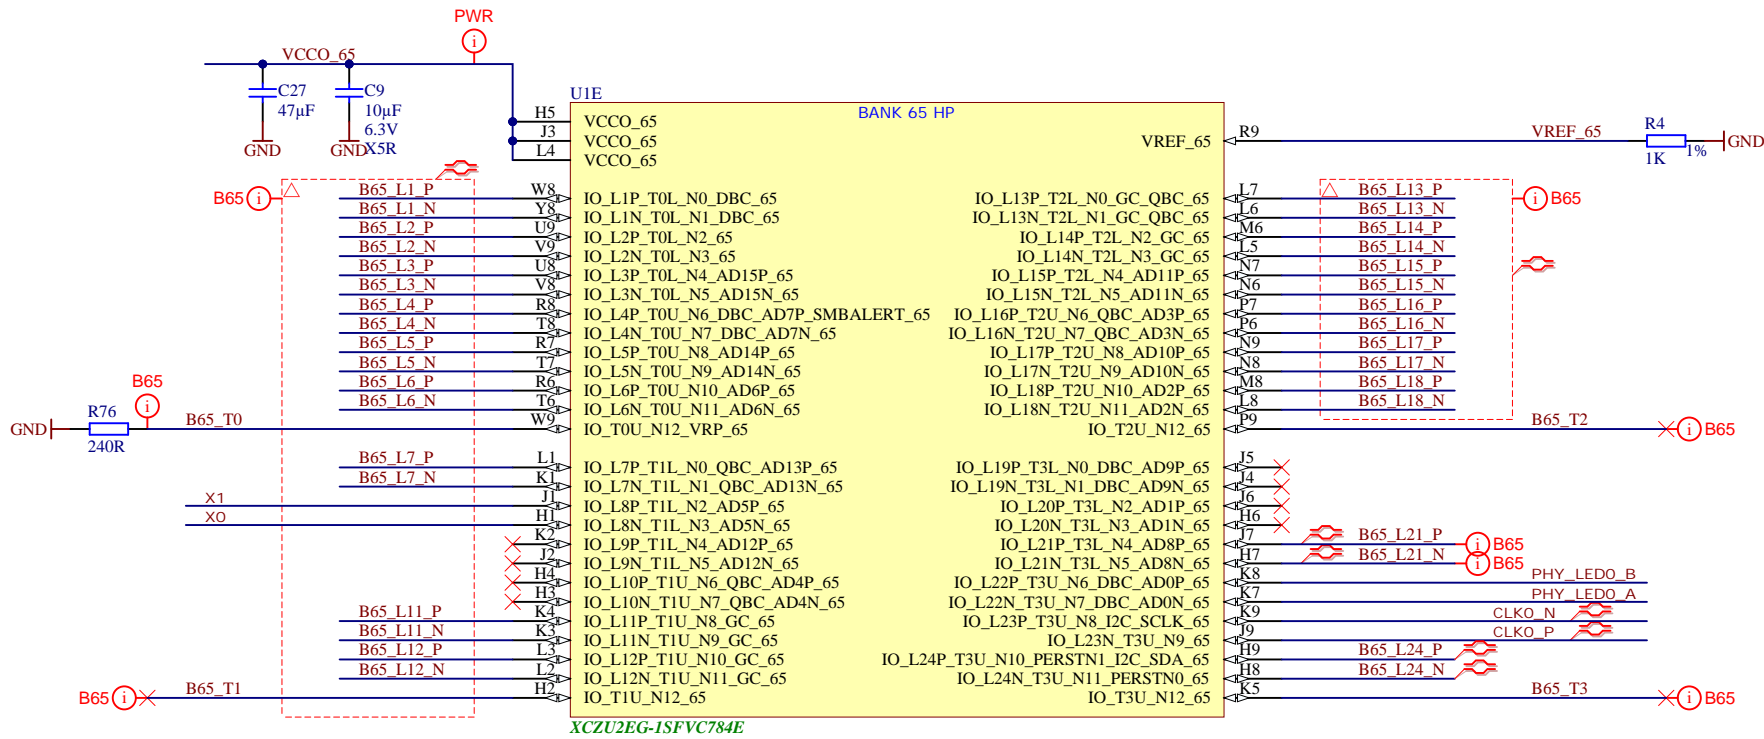 PWR
VCCO_65
C27
47µF
GND
C9
10µF
6.3V
X5R
GND
U1E
BANK 65 HP
H5 VCCO_65
J3 VCCO_65
L4 VCCO_65
VREF_65 R9 VREF_65
R4
1K
1%
GND
B65
B65_L1_P W8 IO_L1P_T0L_N0_DBC_65
B65_L1_N Y8 IO_L1N_T0L_N1_DBC_65
B65_L2_P U9 IO_L2P_T0L_N2_65
B65_L2_N V9 IO_L2N_T0L_N3_65
B65_L3_P U8 IO_L3P_T0L_N4_AD15P_65
B65_L3_N V8 IO_L3N_T0L_N5_AD15N_65
B65_L4_P R8 IO_L4P_T0U_N6_DBC_AD7P_SMBALERT_65
B65_L4_N T8 IO_L4N_T0U_N7_DBC_AD7N_65
B65_L5_P R7 IO_L5P_T0U_N8_AD14P_65
B65_L5_N T7 IO_L5N_T0U_N9_AD14N_65
B65_L6_P R6 IO_L6P_T0U_N10_AD6P_65
B65_L6_N T6 IO_L6N_T0U_N11_AD6N_65
B65
GND
R76
240R
B65_T0 W9 IO_T0U_N12_VRP_65
B65_L7_P L1 IO_L7P_T1L_N0_QBC_AD13P_65
B65_L7_N K1 IO_L7N_T1L_N1_QBC_AD13N_65
X1 J1 IO_L8P_T1L_N2_AD5P_65
X0 H1 IO_L8N_T1L_N3_AD5N_65
K2 IO_L9P_T1L_N4_AD12P_65
J2 IO_L9N_T1L_N5_AD12N_65
H4 IO_L10P_T1U_N6_QBC_AD4P_65
H3 IO_L10N_T1U_N7_QBC_AD4N_65
B65_L11_P K4 IO_L11P_T1U_N8_GC_65
B65_L11_N K3 IO_L11N_T1U_N9_GC_65
B65_L12_P L3 IO_L12P_T1U_N10_GC_65
B65_L12_N L2 IO_L12N_T1U_N11_GC_65
B65 B65_T1 H2 IO_T1U_N12_65
IO_L13P_T2L_N0_GC_QBC_65 L7 B65_L13_P
B65
IO_L13N_T2L_N1_GC_QBC_65 L6 B65_L13_N
IO_L14P_T2L_N2_GC_65 M6 B65_L14_P
IO_L14N_T2L_N3_GC_65 L5 B65_L14_N
IO_L15P_T2L_N4_AD11P_65 N7 B65_L15_P
IO_L15N_T2L_N5_AD11N_65 N6 B65_L15_N
IO_L16P_T2U_N6_QBC_AD3P_65 P7 B65_L16_P
IO_L16N_T2U_N7_QBC_AD3N_65 P6 B65_L16_N
IO_L17P_T2U_N8_AD10P_65 N9 B65_L17_P
IO_L17N_T2U_N9_AD10N_65 N8 B65_L17_N
IO_L18P_T2U_N10_AD2P_65 M8 B65_L18_P
IO_L18N_T2U_N11_AD2N_65 L8 B65_L18_N
IO_T2U_N12_65 P9 B65_T2 B65
IO_L19P_T3L_N0_DBC_AD9P_65 J5
IO_L19N_T3L_N1_DBC_AD9N_65 J4
IO_L20P_T3L_N2_AD1P_65 J6
IO_L20N_T3L_N3_AD1N_65 H6
IO_L21P_T3L_N4_AD8P_65 J7 B65_L21_P B65
IO_L21N_T3L_N5_AD8N_65 H7 B65_L21_N B65
IO_L22P_T3U_N6_DBC_AD0P_65 K8 PHY_LED0_B
IO_L22N_T3U_N7_DBC_AD0N_65 K7 PHY_LED0_A
IO_L23P_T3U_N8_I2C_SCLK_65 K9 CLK0_N
IO_L23N_T3U_N9_65 J9 CLK0_P
IO_L24P_T3U_N10_PERSTN1_I2C_SDA_65 H9 B65_L24_P
IO_L24N_T3U_N11_PERSTN0_65 H8 B65_L24_N
IO_T3U_N12_65 K5 B65_T3 B65
XCZU2EG-1SFVC784E